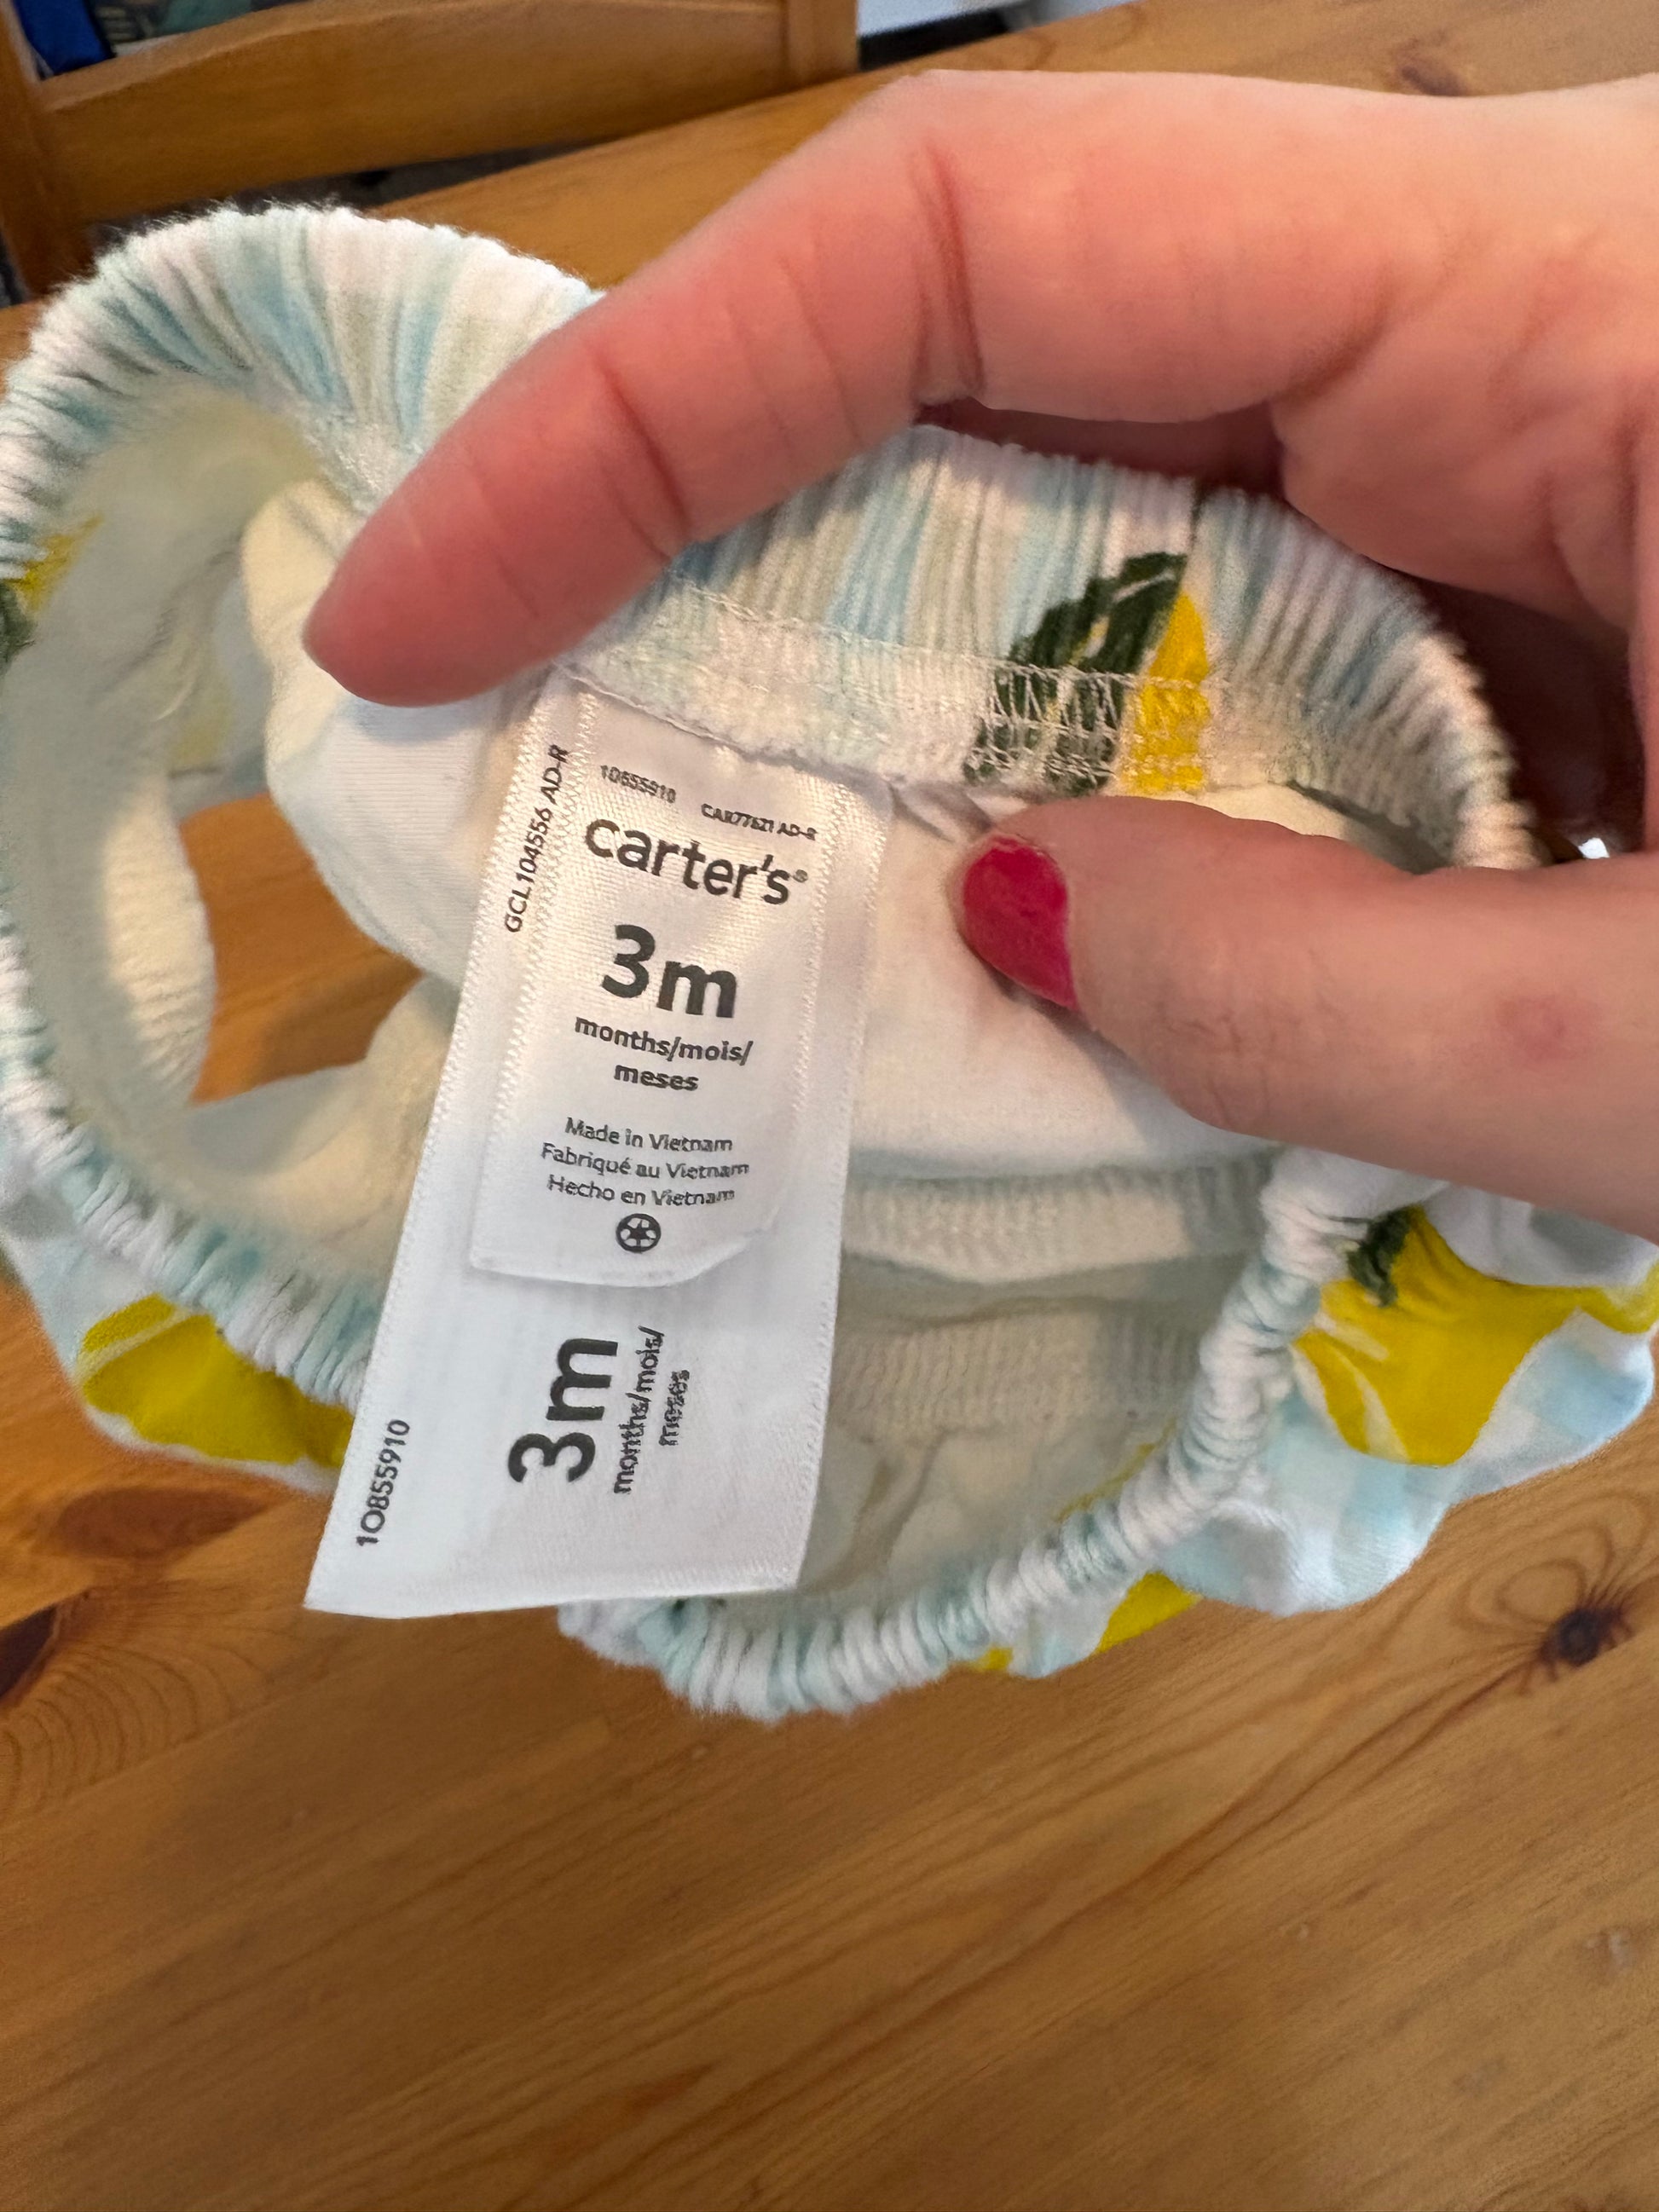 GCL104556 AD-R
10855910 CAR77621 AD-R
carter's®
3m
months/mois/
meses
Made in Vietnam
Fabriqué au Vietnam
Hecho en Vietnam
3m
months/mois/
meses
10855910